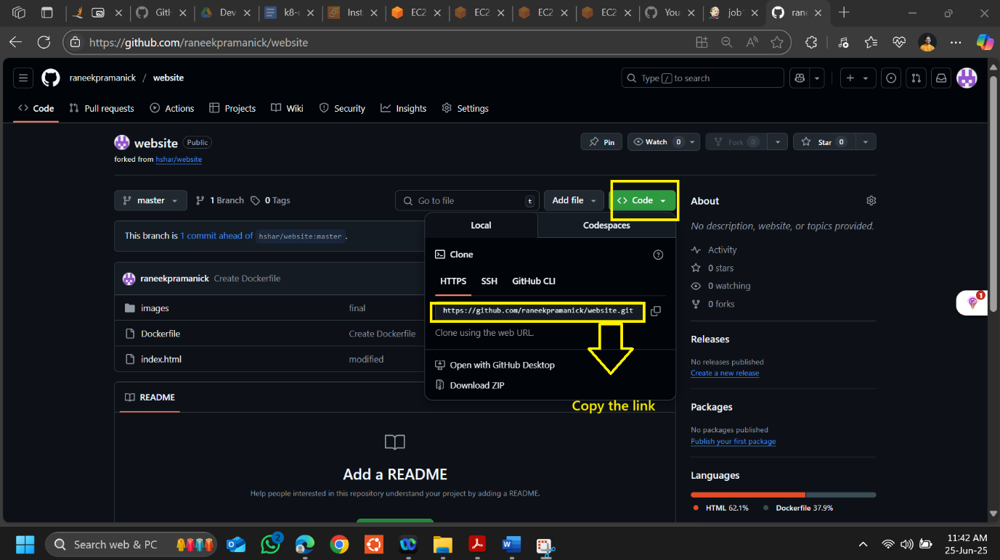 Gith
Dev
k8-c
Inst
EC2
EC2
EC2
EC2
You
job
rane
https://github.com/raneekpramanick/website
raneekpramanick / website
Type / to search
Code
Pull requests
Actions
Projects
Wiki
Security
Insights
Settings
website Public
Pin
Watch 0
Fork 0
Star 0
forked from hshar/website
master
1 Branch
0 Tags
Go to file t
Add file
<> Code
About
No description, website, or topics provided.
Local
Codespaces
This branch is 1 commit ahead of hshar/website:master .
Clone
HTTPS
SSH
GitHub CLI
https://github.com/raneekpramanick/website.git
Clone using the web URL.
Open with GitHub Desktop
Download ZIP
Copy the link
raneekpramanick Create Dockerfile
images final
Dockerfile Create Dockerfile
index.html modified
README
Add a README
Help people interested in this repository understand your project by adding a README.
Activity
0 stars
0 watching
0 forks
1
Releases
No releases published
Create a new release
Packages
No packages published
Publish your first package
Languages
HTML 62.1%
Dockerfile 37.9%
Search web & PC
2
11:42 AM
25-Jun-25